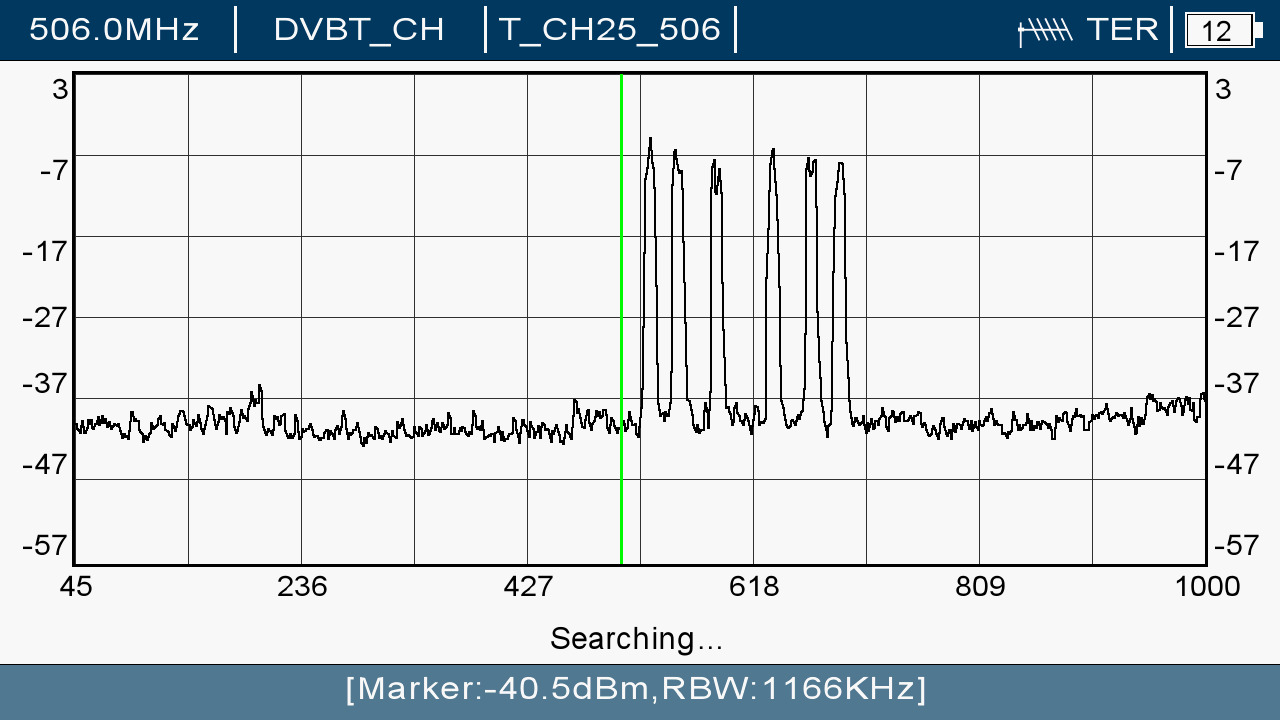 506.0MHz DVBT_CH T_CH25_506 TER 12
3 3
-7 -7
-17 -17
-27 -27
-37 -37
-47 -47
-57 -57
45 236 427 618 809 1000
Searching...
[Marker:-40.5dBm,RBW:1166KHz]